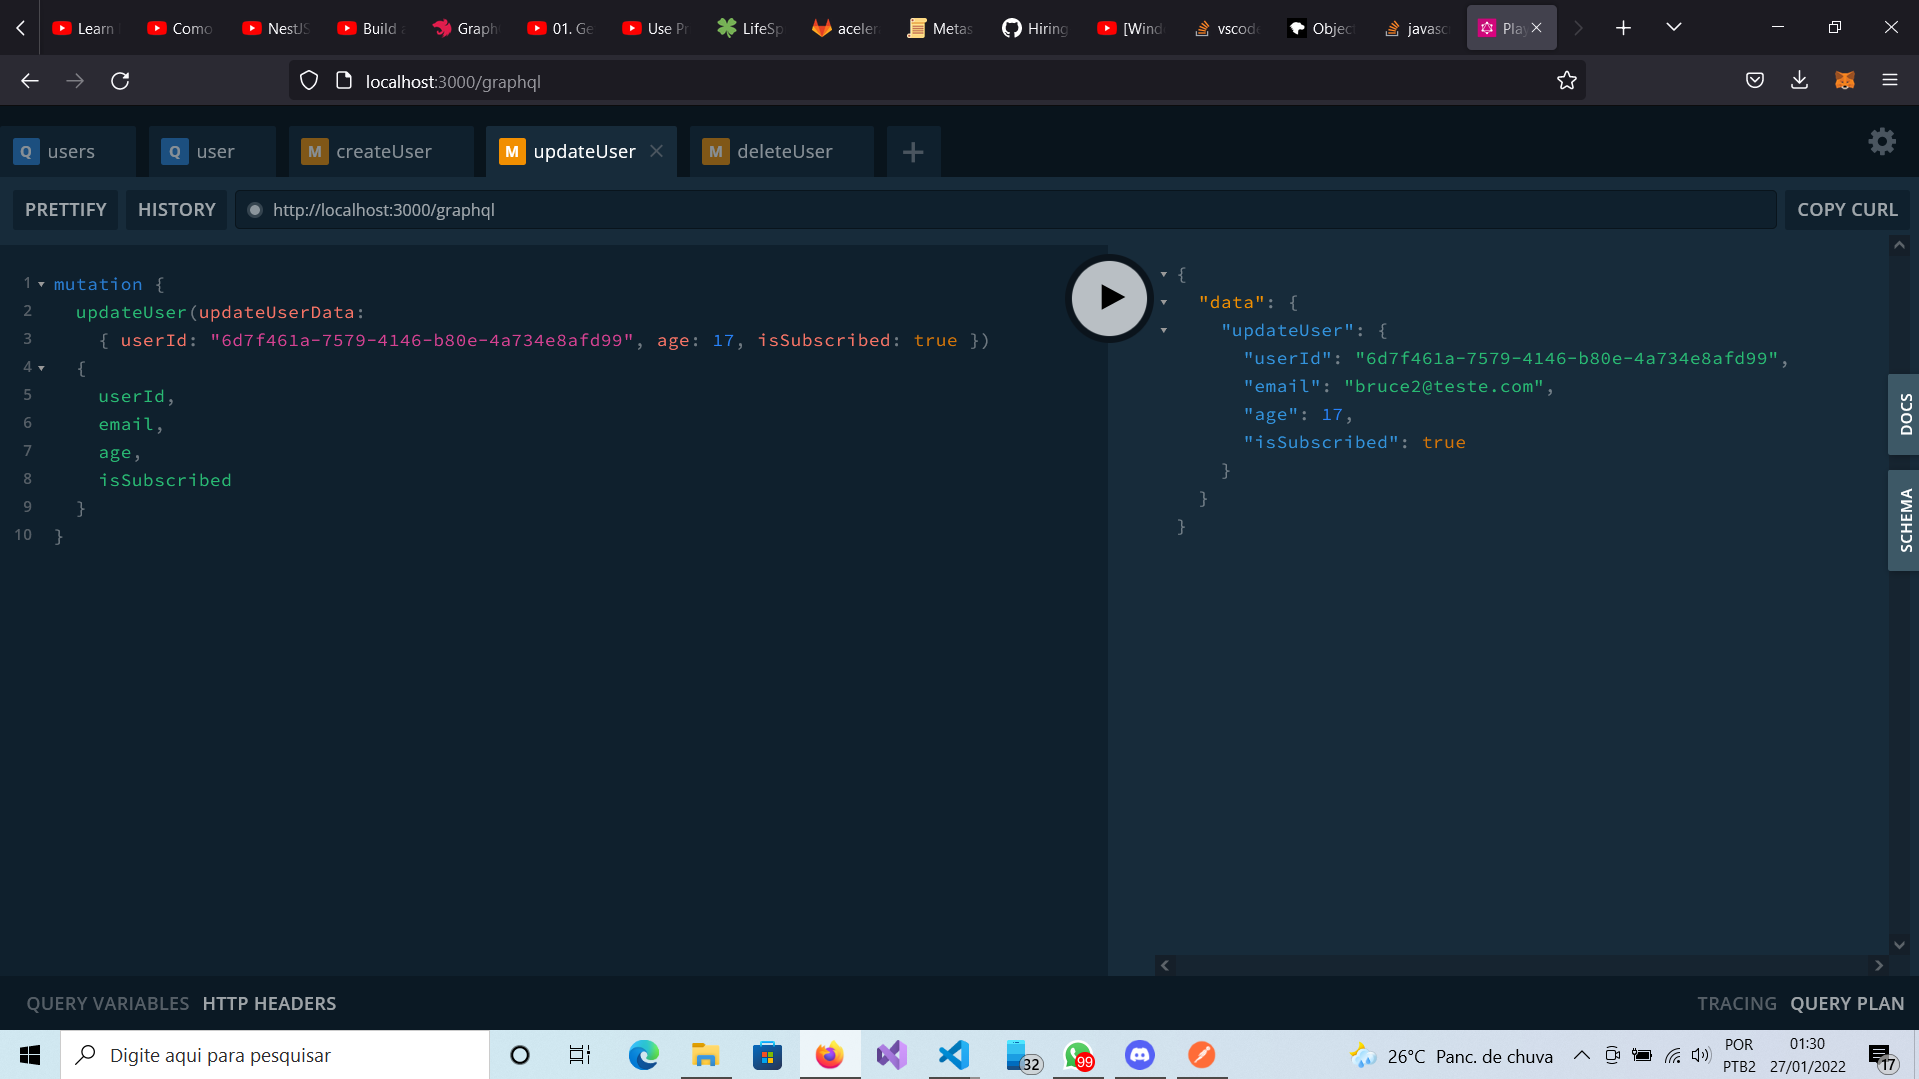 Learn
Como
NestJS
Build a
Graph
01. Ge
Use Pr
LifeSp
aceler
Metas
Hiring
[Wind
vscode
Object
javasc
Play
localhost:3000/graphql
Q users
Q user
M createUser
M updateUser
M deleteUser
PRETTIFY
HISTORY
http://localhost:3000/graphql
COPY CURL
1 mutation {
2 updateUser(updateUserData:
3 { userId: "6d7f461a-7579-4146-b80e-4a734e8afd99", age: 17, isSubscribed: true })
4 {
5 userId,
6 email,
7 age,
8 isSubscribed
9 }
10 }
{
"data": {
"updateUser": {
"userId": "6d7f461a-7579-4146-b80e-4a734e8afd99",
"email": "bruce2@teste.com",
"age": 17,
"isSubscribed": true
}
}
}
DOCS
SCHEMA
QUERY VARIABLES
HTTP HEADERS
TRACING
QUERY PLAN
Digite aqui para pesquisar
32
99
26°C Panc. de chuva
POR
PTB2
01:30
27/01/2022
17